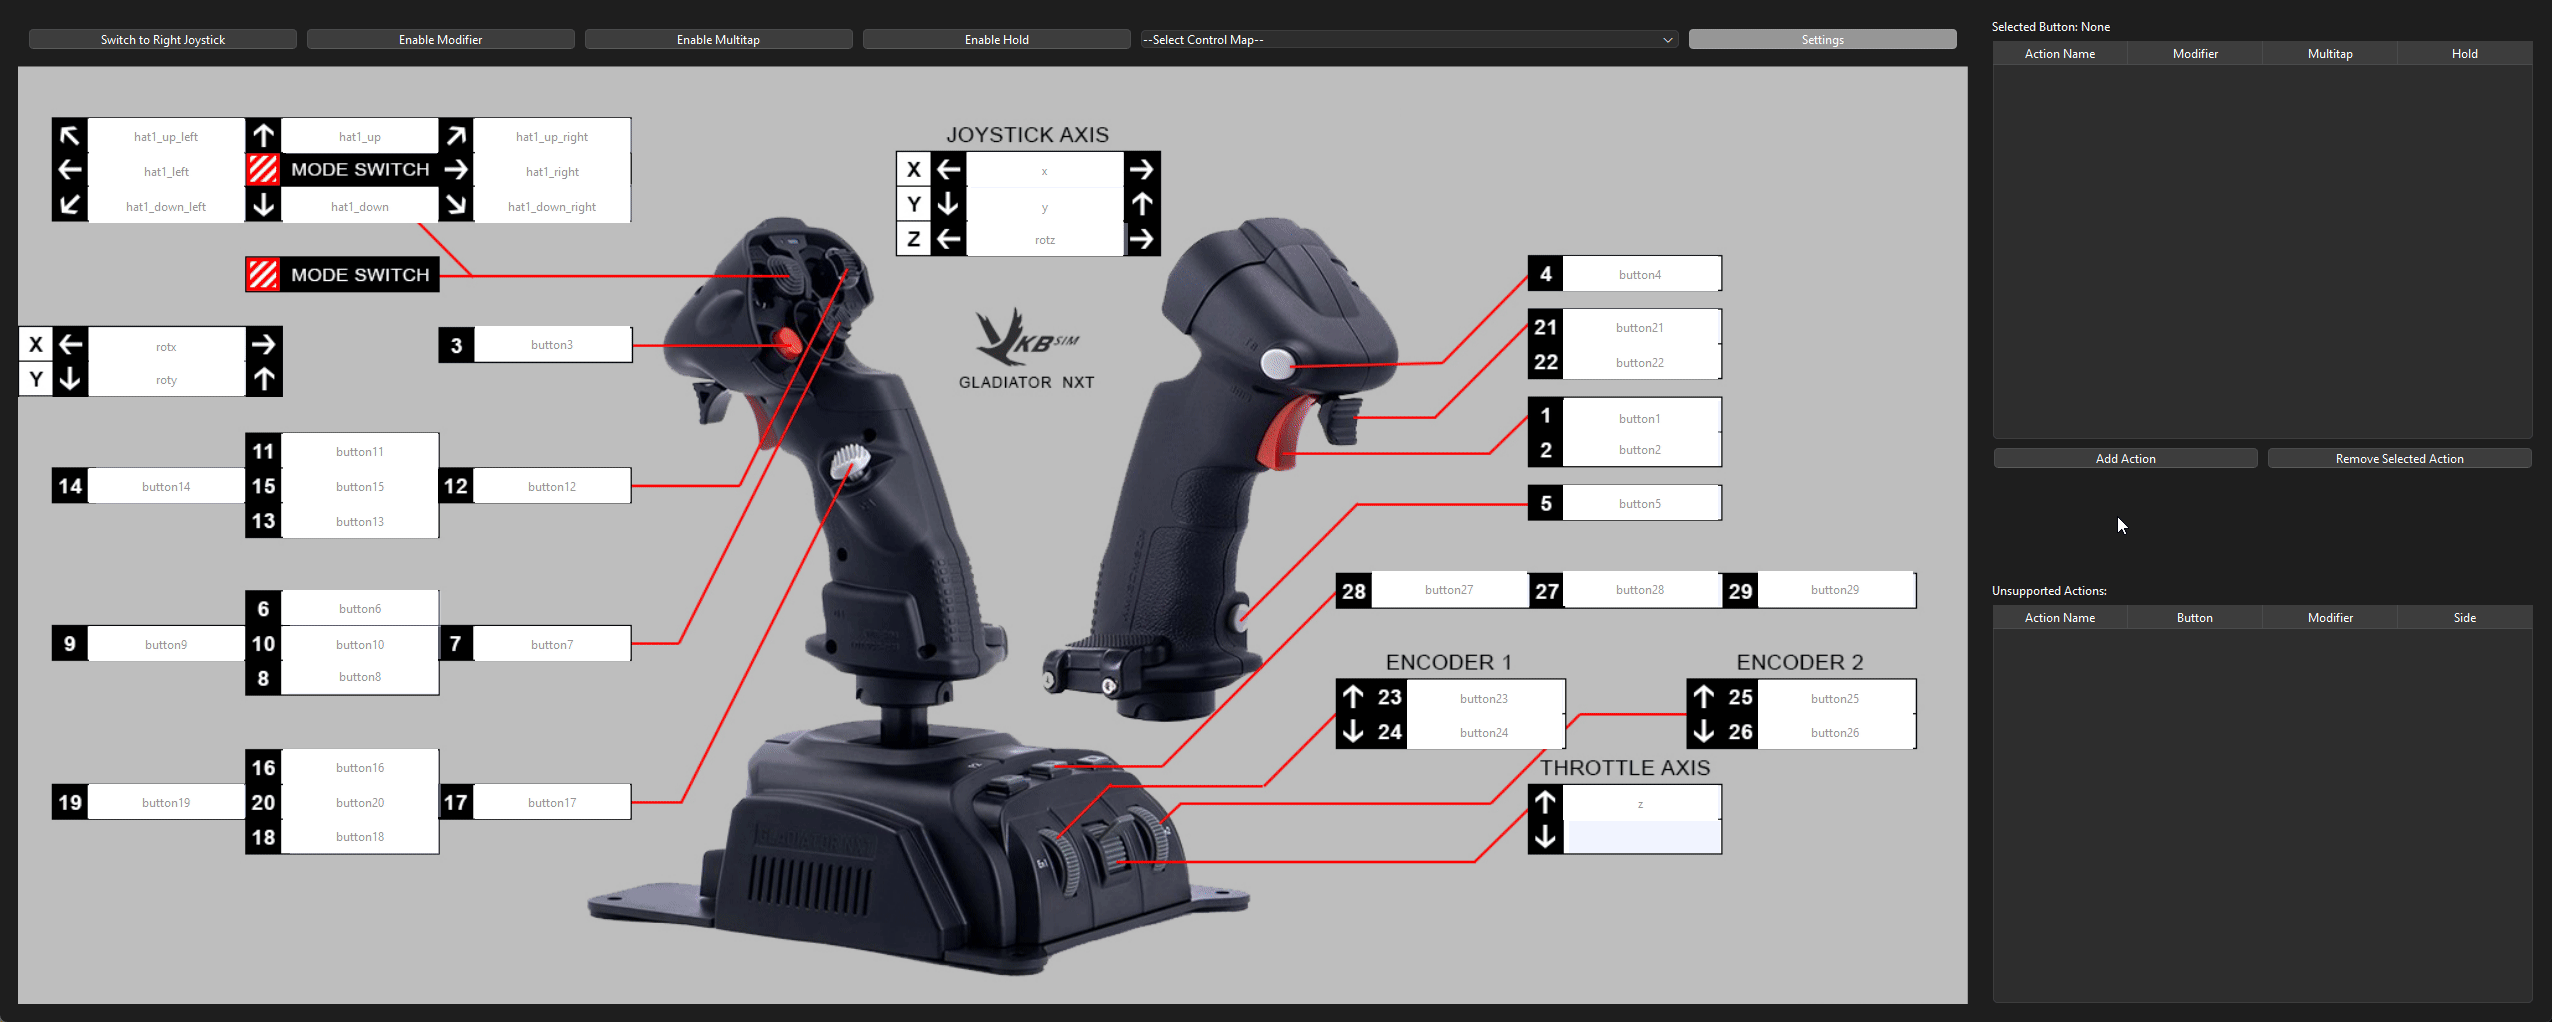 Switch to Right Joystick
Enable Modifier
Enable Multitap
Enable Hold
--Select Control Map--
Settings
Selected Button: None
Action Name
Modifier
Multitap
Hold
hat1_up_left
hat1_up
hat1_up_right
hat1_left
MODE SWITCH
hat1_right
hat1_down_left
hat1_down
hat1_down_right
MODE SWITCH
JOYSTICK AXIS
X
x
Y
y
Z
rotz
X
rotx
Y
roty
3
button3
KB SIM
GLADIATOR NXT
4
button4
21
button21
22
button22
1
button1
2
button2
5
button5
11
button11
14
button14
15
button15
12
button12
13
button13
6
button6
9
button9
10
button10
7
button7
8
button8
16
button16
19
button19
20
button20
17
button17
18
button18
28
button27
27
button28
29
button29
ENCODER 1
23
button23
24
button24
ENCODER 2
25
button25
26
button26
THROTTLE AXIS
z
GLADIATOR NXT
Add Action
Remove Selected Action
Unsupported Actions:
Action Name
Button
Modifier
Side